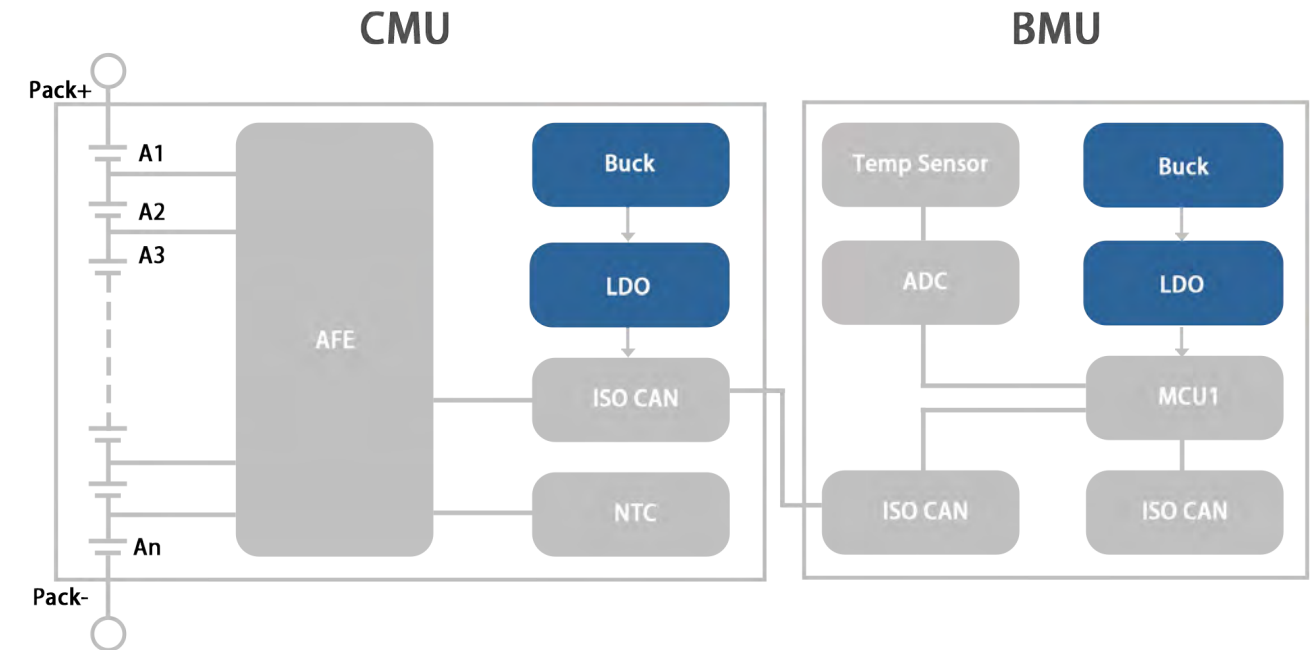 CMU
BMU
Pack+
A1
A2
A3
An
Pack-
AFE
Buck
LDO
ISO CAN
NTC
Temp Sensor
ADC
ISO CAN
Buck
LDO
MCU1
ISO CAN